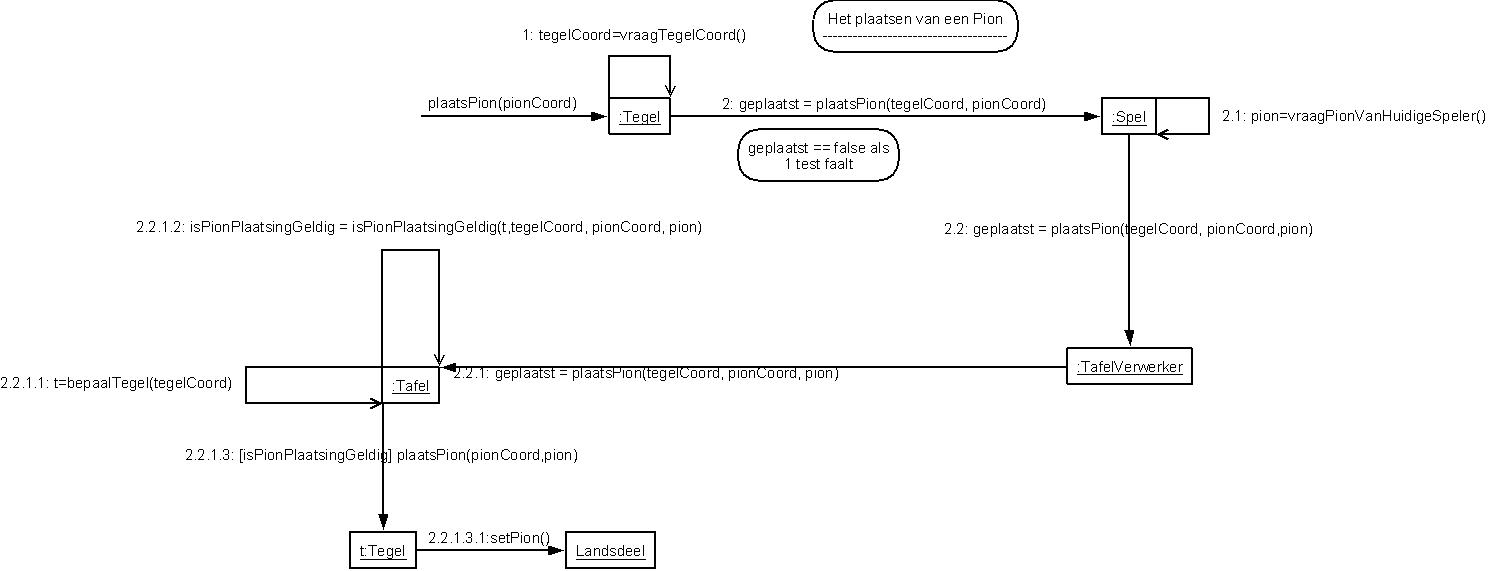 Het plaatsen van een Pion
-------------------------------------
1: tegelCoord=vraagTegelCoord()
plaatsPion(pionCoord)
:Tegel
2: geplaatst = plaatsPion(tegelCoord, pionCoord)
:Spel
2.1: pion=vraagPionVanHuidigeSpeler()
geplaatst == false als
1 test faalt
2.2.1.2: isPionPlaatsingGeldig = isPionPlaatsingGeldig(t,tegelCoord, pionCoord, pion)
2.2: geplaatst = plaatsPion(tegelCoord, pionCoord,pion)
:TafelVerwerker
2.2.1: geplaatst = plaatsPion(tegelCoord, pionCoord, pion)
2.2.1.1: t=bepaalTegel(tegelCoord)
:Tafel
2.2.1.3: [isPionPlaatsingGeldig] plaatsPion(pionCoord,pion)
t:Tegel
2.2.1.3.1:setPion()
Landsdeel